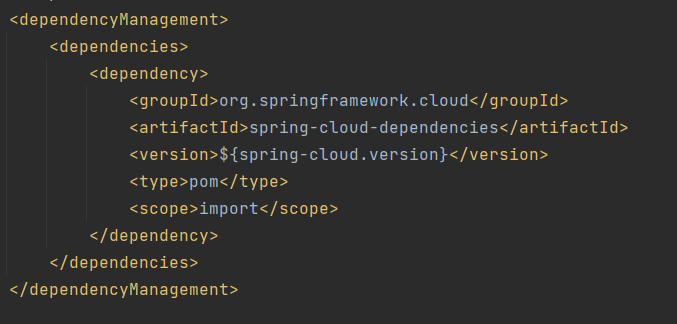 <dependencyManagement>
    <dependencies>
        <dependency>
            <groupId>org.springframework.cloud</groupId>
            <artifactId>spring-cloud-dependencies</artifactId>
            <version>${spring-cloud.version}</version>
            <type>pom</type>
            <scope>import</scope>
        </dependency>
    </dependencies>
</dependencyManagement>